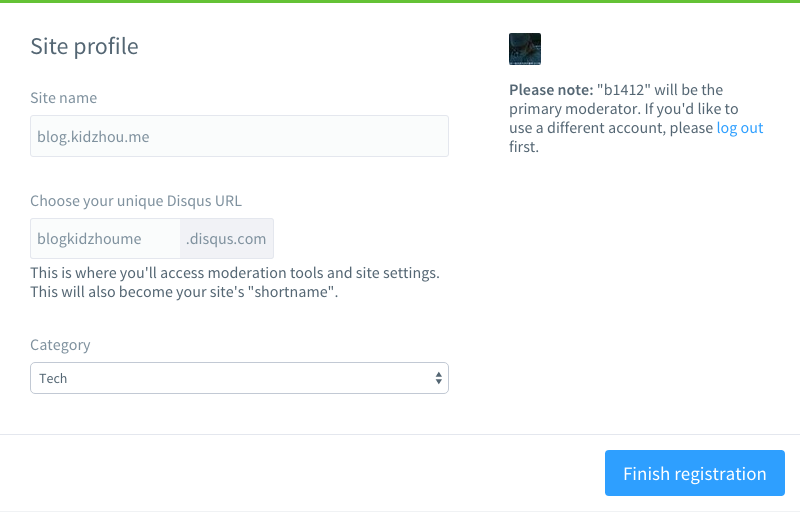 Site profile
Site name
blog.kidzhou.me
Choose your unique Disqus URL
blogkidzhoume .disqus.com
This is where you'll access moderation tools and site settings.
This will also become your site's "shortname".
Category
Tech
Please note: "b1412" will be the
primary moderator. If you'd like to
use a different account, please log out
first.
Finish registration